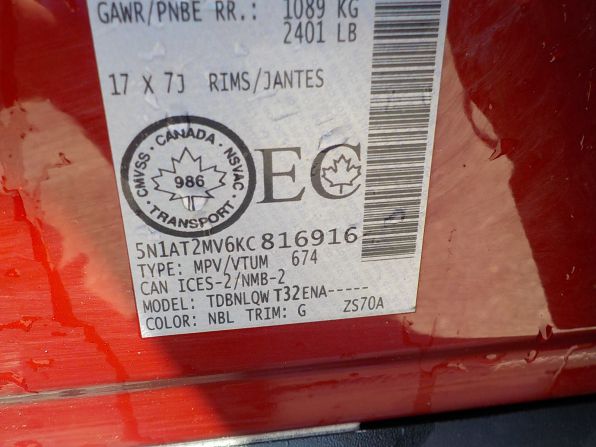 GAWR/PNBE RR.: 1089 KG
2401 LB
17 X 7J RIMS/JANTES
CMVSS · CANADA · NSVAC · TRANSPORT ·
986
EC
5N1AT2MV6KC816916
TYPE: MPV/VTUM 674
CAN ICES-2/NMB-2
MODEL: TDBNLQW T32ENA-----
COLOR: NBL TRIM: G ZS70A